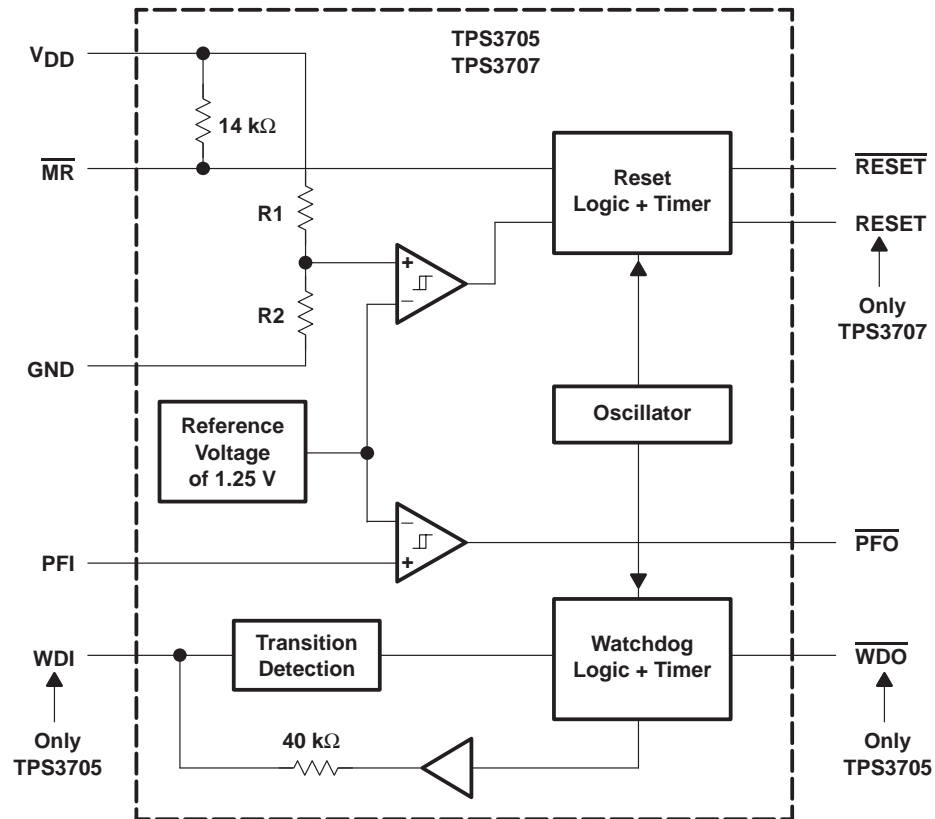 TPS3705
TPS3707
VDD
14 kΩ
MR
Reset
Logic + Timer
RESET
R1
RESET
+
−
R2
Only
TPS3707
GND
Oscillator
Reference
Voltage
of 1.25 V
−
PFO
+
PFI
Transition
Detection
Watchdog
Logic + Timer
WDI
WDO
40 kΩ
Only
TPS3705
Only
TPS3705